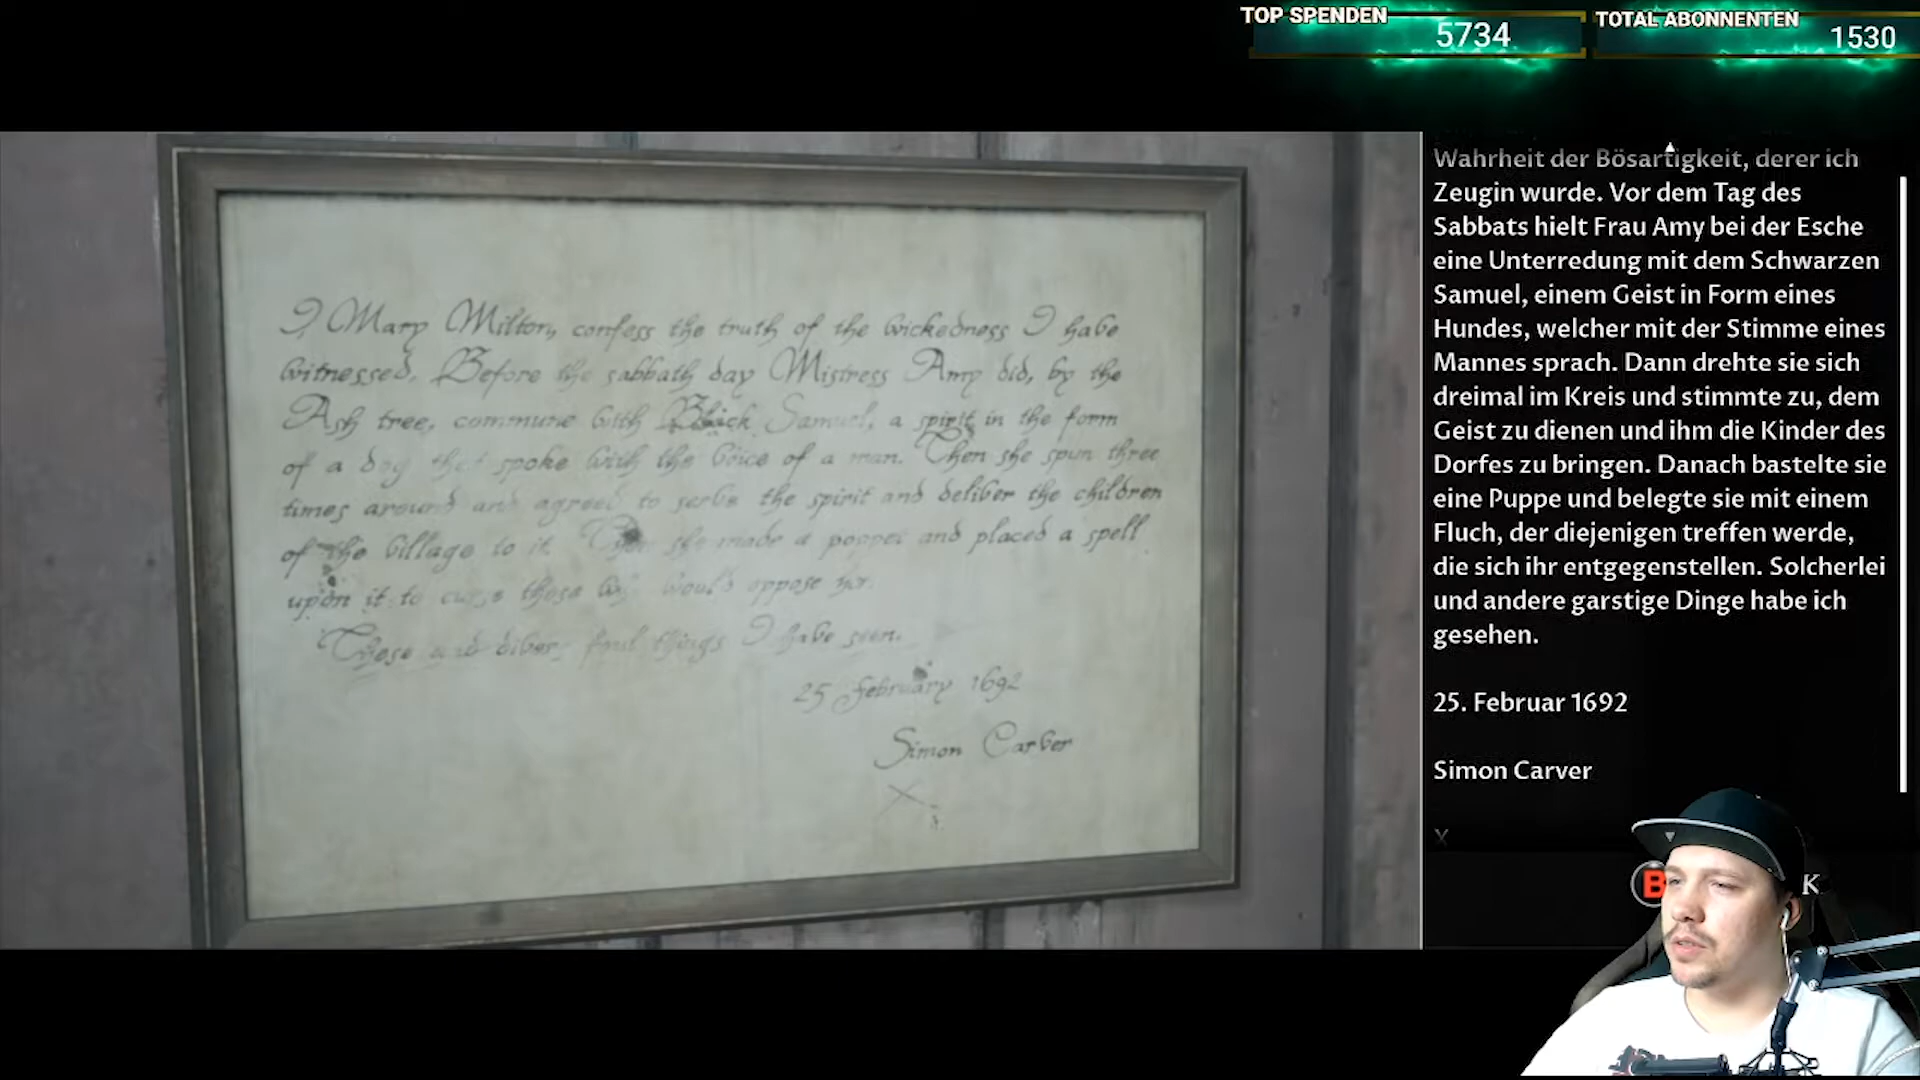 TOP SPENDEN
5734
TOTAL ABONNENTEN
1530
I, Mary Milton, confess the truth of the wickedness I have
witnessed. Before the sabbath day Mistress Amy did, by the
Ash tree, commune with Black Samuel, a spirit in the form
of a dog that spoke with the voice of a man. Then she spun three
times around and agreed to serve the spirit and deliver the children
of the village to it. Then she made a poppet and placed a spell
upon it to curse those who would oppose her.
These and divers foul things I have seen.
25 February 1692
Simon Carver
X
Wahrheit der Bösartigkeit, derer ich
Zeugin wurde. Vor dem Tag des
Sabbats hielt Frau Amy bei der Esche
eine Unterredung mit dem Schwarzen
Samuel, einem Geist in Form eines
Hundes, welcher mit der Stimme eines
Mannes sprach. Dann drehte sie sich
dreimal im Kreis und stimmte zu, dem
Geist zu dienen und ihm die Kinder des
Dorfes zu bringen. Danach bastelte sie
eine Puppe und belegte sie mit einem
Fluch, der diejenigen treffen werde,
die sich ihr entgegenstellen. Solcherlei
und andere garstige Dinge habe ich
gesehen.
25. Februar 1692
Simon Carver
X
B